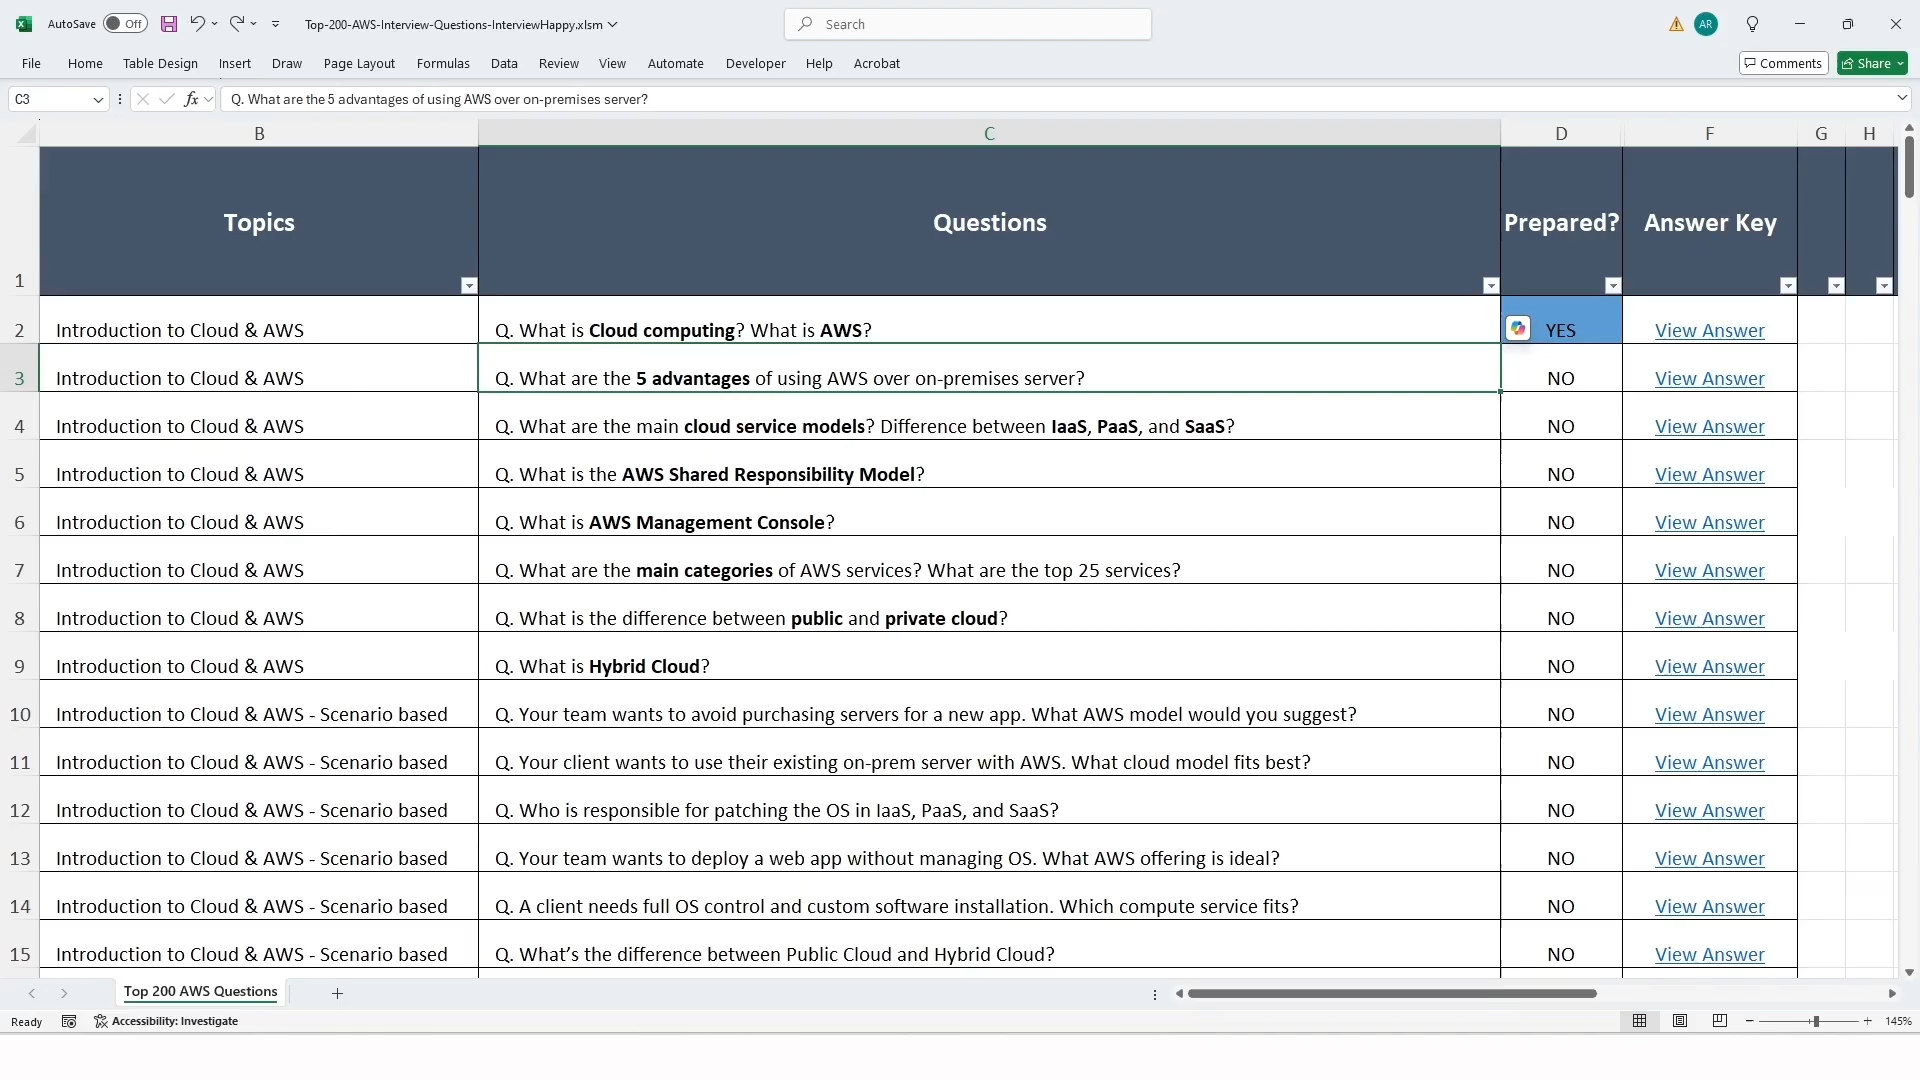 AutoSave Off Top-200-AWS-Interview-Questions-InterviewHappy.xlsm Search AR
File Home Table Design Insert Draw Page Layout Formulas Data Review View Automate Developer Help Acrobat Comments Share
C3 fx Q. What are the 5 advantages of using AWS over on-premises server?
B C D F G H
1 Topics Questions Prepared? Answer Key
2 Introduction to Cloud & AWS Q. What is Cloud computing? What is AWS? YES View Answer
3 Introduction to Cloud & AWS Q. What are the 5 advantages of using AWS over on-premises server? NO View Answer
4 Introduction to Cloud & AWS Q. What are the main cloud service models? Difference between IaaS, PaaS, and SaaS? NO View Answer
5 Introduction to Cloud & AWS Q. What is the AWS Shared Responsibility Model? NO View Answer
6 Introduction to Cloud & AWS Q. What is AWS Management Console? NO View Answer
7 Introduction to Cloud & AWS Q. What are the main categories of AWS services? What are the top 25 services? NO View Answer
8 Introduction to Cloud & AWS Q. What is the difference between public and private cloud? NO View Answer
9 Introduction to Cloud & AWS Q. What is Hybrid Cloud? NO View Answer
10 Introduction to Cloud & AWS - Scenario based Q. Your team wants to avoid purchasing servers for a new app. What AWS model would you suggest? NO View Answer
11 Introduction to Cloud & AWS - Scenario based Q. Your client wants to use their existing on-prem server with AWS. What cloud model fits best? NO View Answer
12 Introduction to Cloud & AWS - Scenario based Q. Who is responsible for patching the OS in IaaS, PaaS, and SaaS? NO View Answer
13 Introduction to Cloud & AWS - Scenario based Q. Your team wants to deploy a web app without managing OS. What AWS offering is ideal? NO View Answer
14 Introduction to Cloud & AWS - Scenario based Q. A client needs full OS control and custom software installation. Which compute service fits? NO View Answer
15 Introduction to Cloud & AWS - Scenario based Q. What’s the difference between Public Cloud and Hybrid Cloud? NO View Answer
Top 200 AWS Questions
Ready Accessibility: Investigate 145%